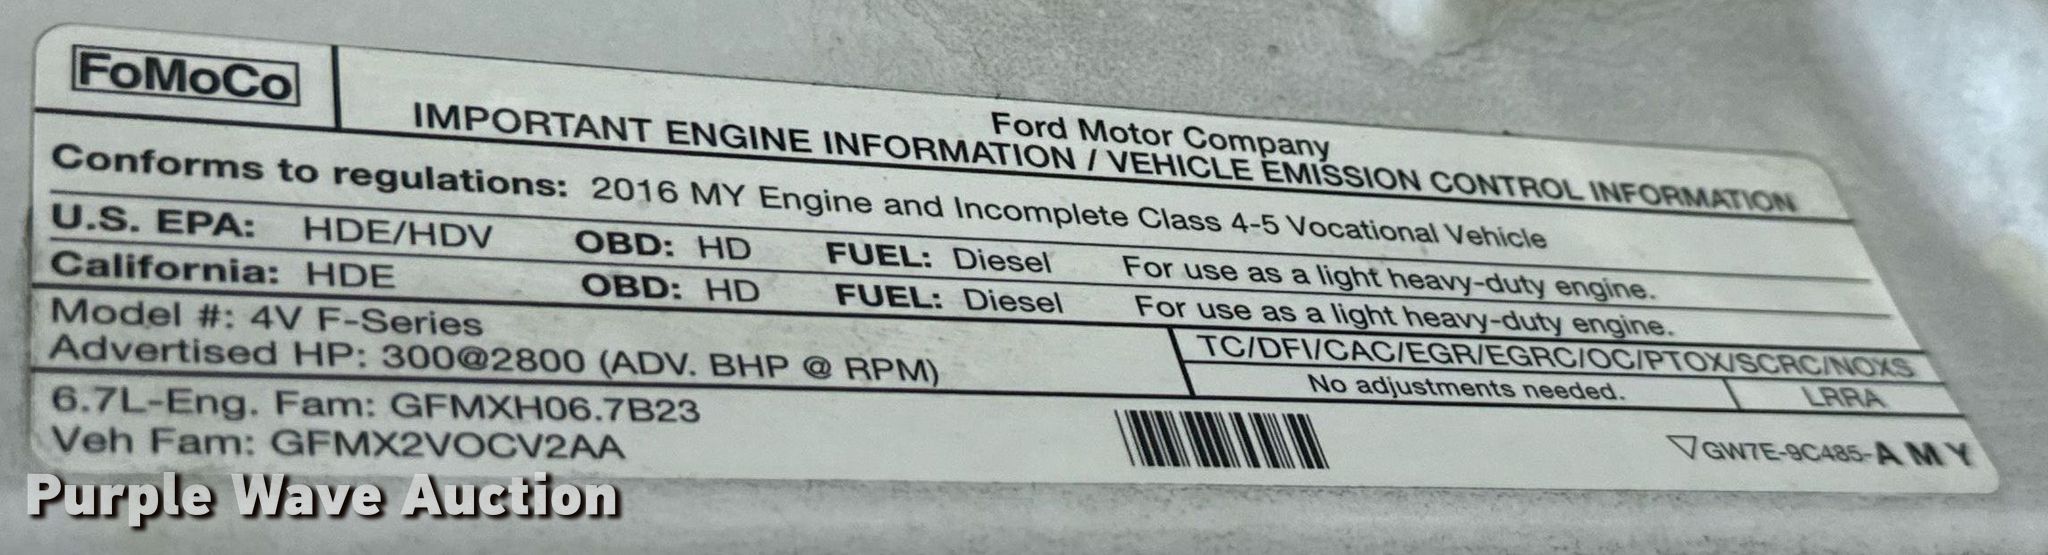 FoMoCo
Ford Motor Company
IMPORTANT ENGINE INFORMATION / VEHICLE EMISSION CONTROL INFORMATION
Conforms to regulations: 2016 MY Engine and Incomplete Class 4-5 Vocational Vehicle
U.S. EPA: HDE/HDV OBD: HD FUEL: Diesel For use as a light heavy-duty engine.
California: HDE OBD: HD FUEL: Diesel For use as a light heavy-duty engine.
Model #: 4V F-Series
Advertised HP: 300@2800 (ADV. BHP @ RPM)
TC/DFI/CAC/EGR/EGRC/OC/PTOX/SCRC/NOXS
No adjustments needed. LRRA
6.7L-Eng. Fam: GFMXH06.7B23
Veh Fam: GFMX2VOCV2AA
▽GW7E-9C485-AMY
Purple Wave Auction